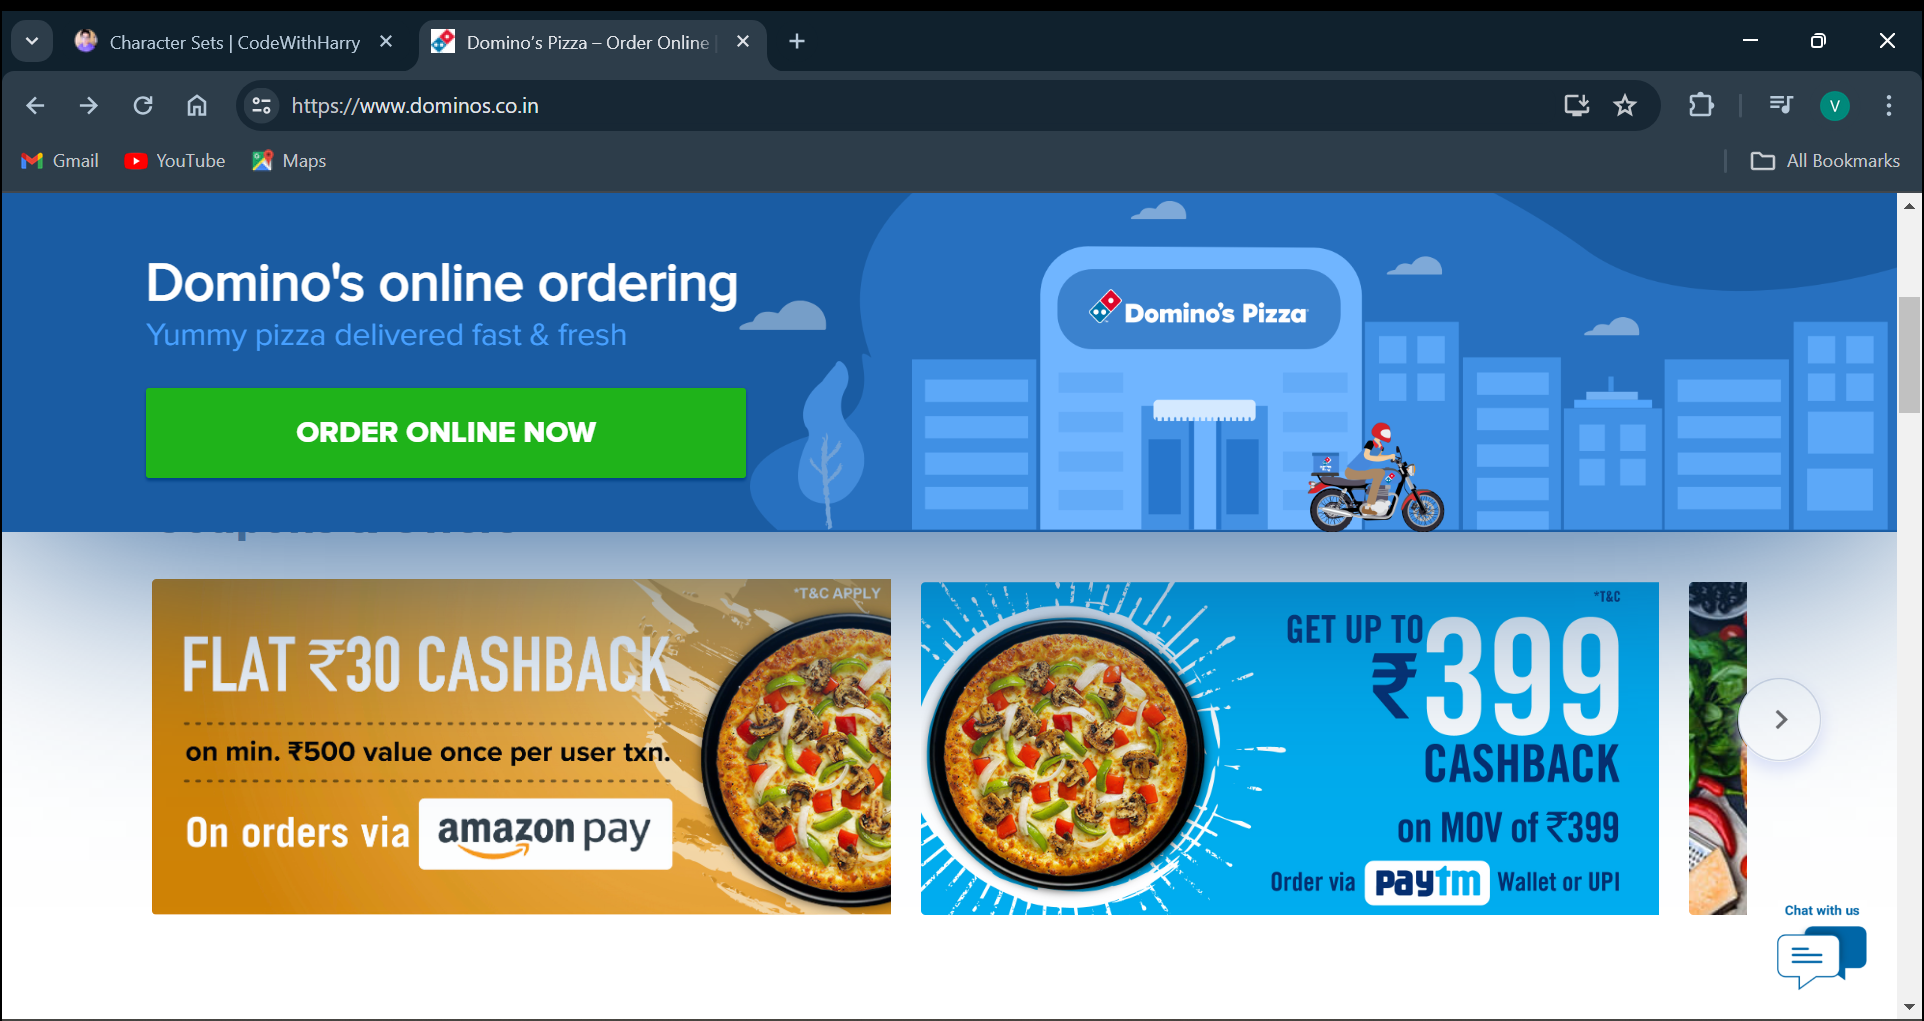 Character Sets | CodeWithHarry
Domino's Pizza – Order Online
https://www.dominos.co.in
V
Gmail
YouTube
Maps
All Bookmarks
Domino's online ordering
Yummy pizza delivered fast & fresh
ORDER ONLINE NOW
Domino's Pizza
*T&C APPLY
FLAT ₹30 CASHBACK
on min. ₹500 value once per user txn.
On orders via amazon pay
*T&C
GET UP TO
₹399
CASHBACK
on MOV of ₹399
Order via paytm Wallet or UPI
Chat with us